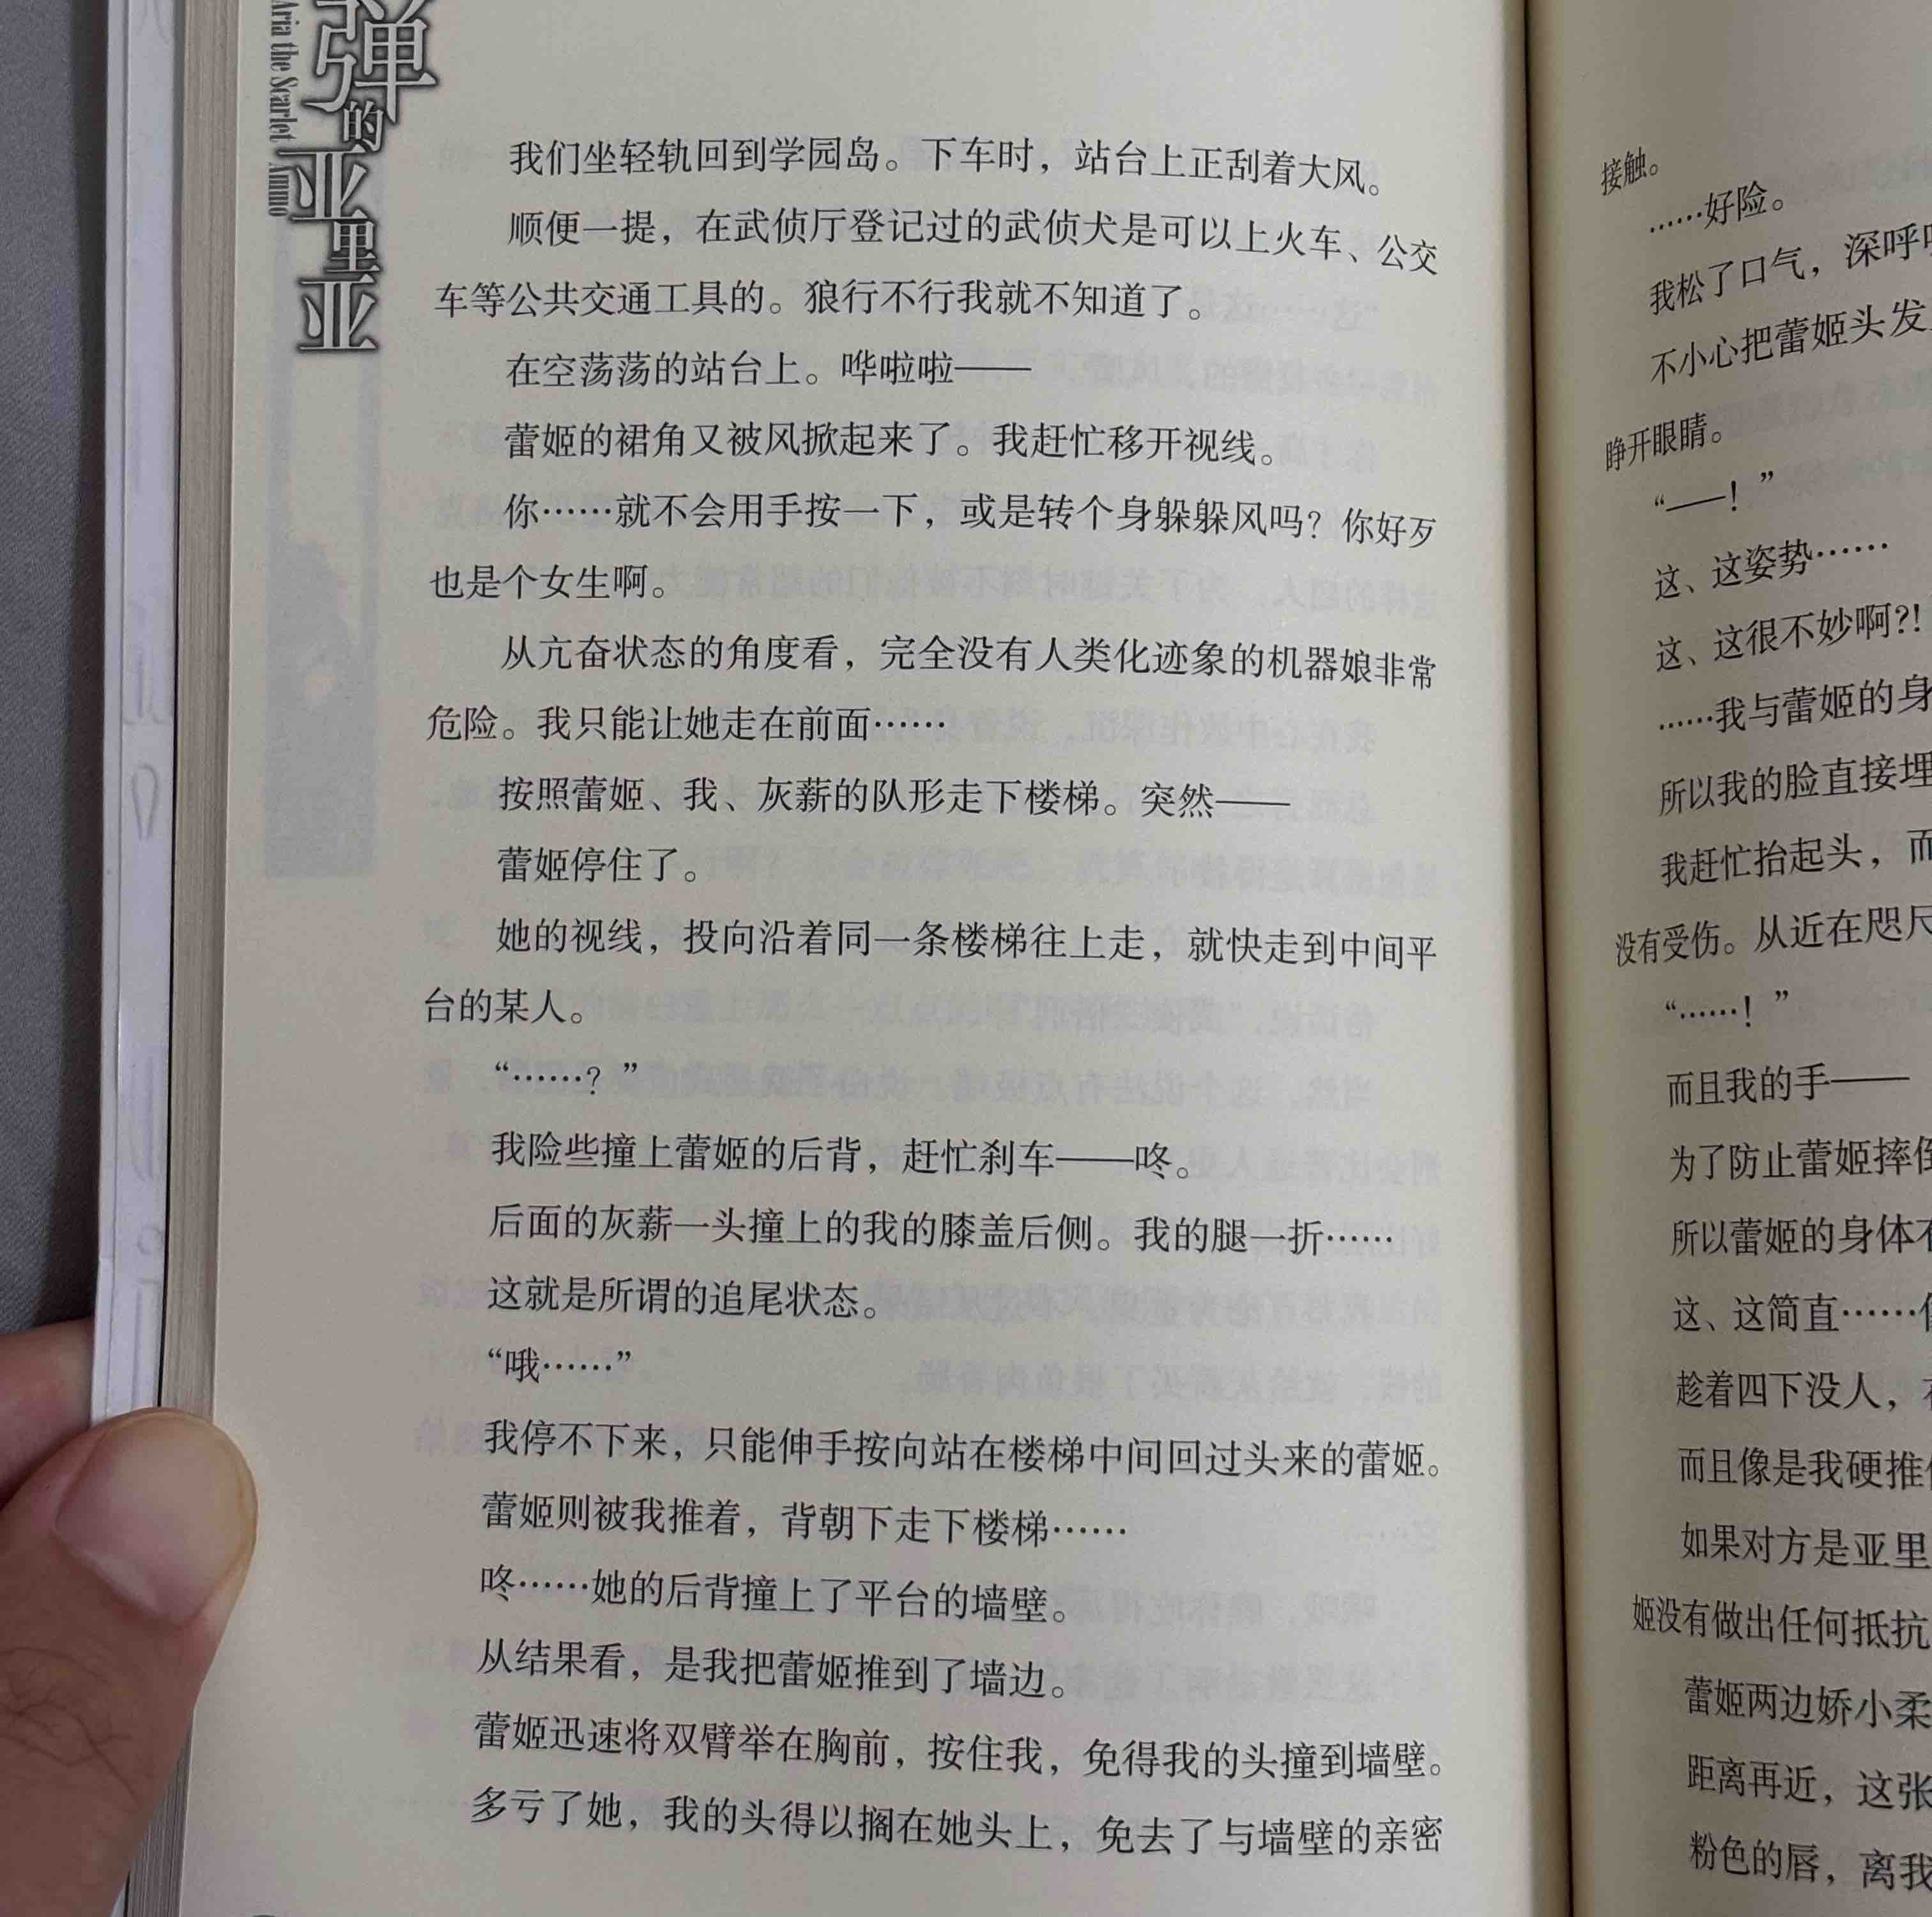 弹的亚里亚
Aria the Scarlet Ammo
我们坐轻轨回到学园岛。下车时，站台上正刮着大风。
顺便一提，在武侦厅登记过的武侦犬是可以上火车、公交
车等公共交通工具的。狼行不行我就不知道了。
在空荡荡的站台上。哗啦啦——
蕾姬的裙角又被风掀起来了。我赶忙移开视线。
你……就不会用手按一下，或是转个身躲躲风吗？你好歹
也是个女生啊。
从亢奋状态的角度看，完全没有人类化迹象的机器娘非常
危险。我只能让她走在前面……
按照蕾姬、我、灰薪的队形走下楼梯。突然——
蕾姬停住了。
她的视线，投向沿着同一条楼梯往上走，就快走到中间平
台的某人。
“……？”
我险些撞上蕾姬的后背，赶忙刹车——咚。
后面的灰薪一头撞上的我的膝盖后侧。我的腿一折……
这就是所谓的追尾状态。
“哦……”
我停不下来，只能伸手按向站在楼梯中间回过头来的蕾姬。
蕾姬则被我推着，背朝下走下楼梯……
咚……她的后背撞上了平台的墙壁。
从结果看，是我把蕾姬推到了墙边。
蕾姬迅速将双臂举在胸前，按住我，免得我的头撞到墙壁。
多亏了她，我的头得以搁在她头上，免去了与墙壁的亲密
接触。
……好险。
我松了口气，深呼
不小心把蕾姬头发
睁开眼睛。
“——！”
这、这姿势……
这、这很不妙啊?!
……我与蕾姬的身
所以我的脸直接埋
我赶忙抬起头，而
没有受伤。从近在咫尺
“……！”
而且我的手——
为了防止蕾姬摔倒
所以蕾姬的身体
这、这简直……
趁着四下没人，
而且像是我硬推
如果对方是亚里
姬没有做出任何抵抗
蕾姬两边娇小柔
距离再近，这张
粉色的唇，离我